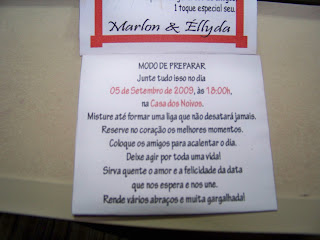 1 toque especial seu.
Marlon & Éllyda
MODO DE PREPARAR
Junte tudo isso no dia
05 de Setembro de 2009, às 18:00h,
na Casa dos Noivos.
Misture até formar uma liga que não desatará jamais.
Reserve no coração os melhores momentos.
Coloque os amigos para acalentar o dia.
Deixe agir por toda uma vida!
Sirva quente o amor e a felicidade da data
que nos espera e nos une.
Rende vários abraços e muita gargalhada!